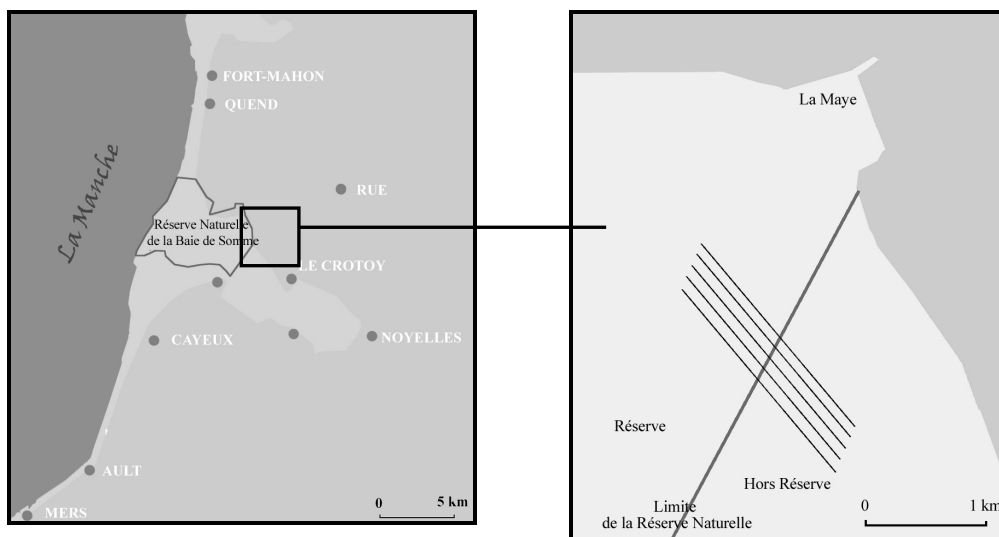 FORT-MAHON
QUEND
La Manche
RUE
Réserve Naturelle
de la Baie de Somme
LE CROTOY
CAYEUX
NOYELLES
AULT
MERS
0 5 km
La Maye
Réserve
Hors Réserve
Limite
de la Réserve Naturelle
0 1 km